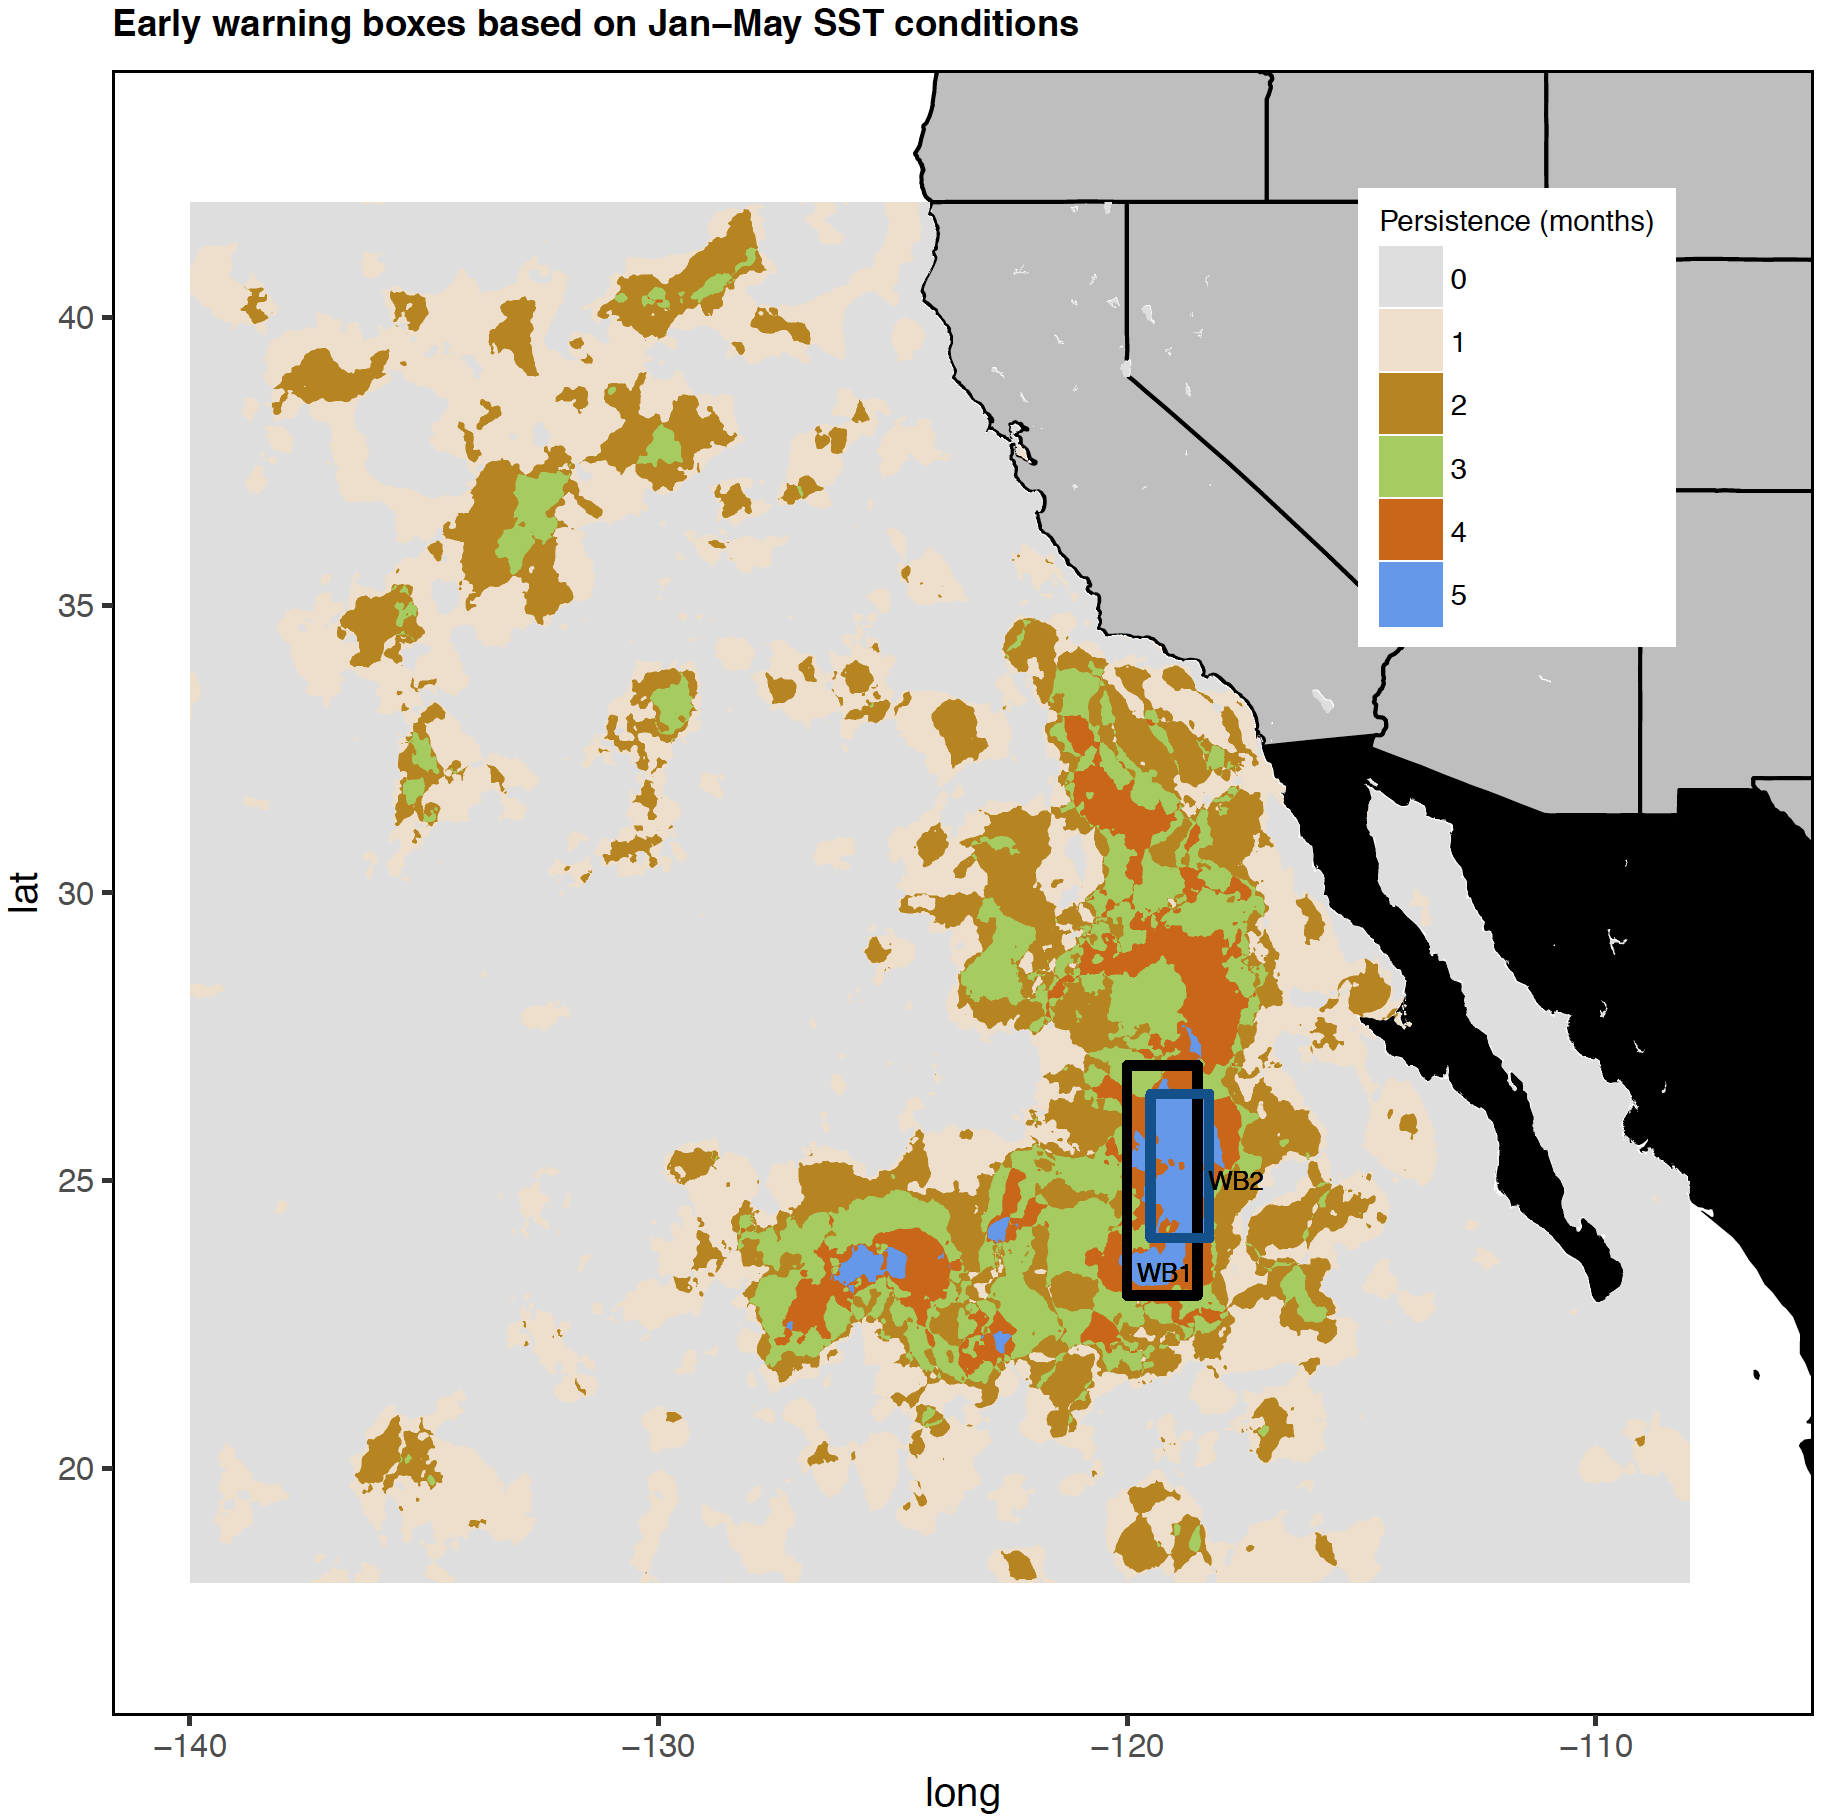 Early warning boxes based on Jan–May SST conditions
Persistence (months)
0
1
2
3
4
5
40
35
30
25
20
lat
WB2
WB1
−140
−130
−120
−110
long